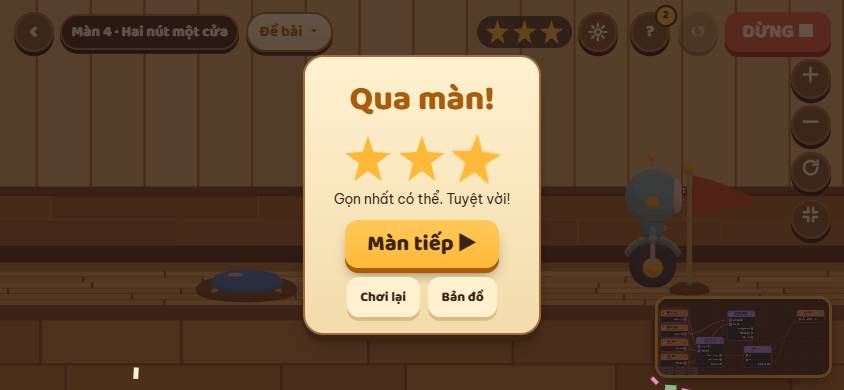 Màn 4 · Hai nút một cửa
Đề bài
2
?
DỪNG
Qua màn!
Gọn nhất có thể. Tuyệt vời!
Màn tiếp
Chơi lại
Bản đồ